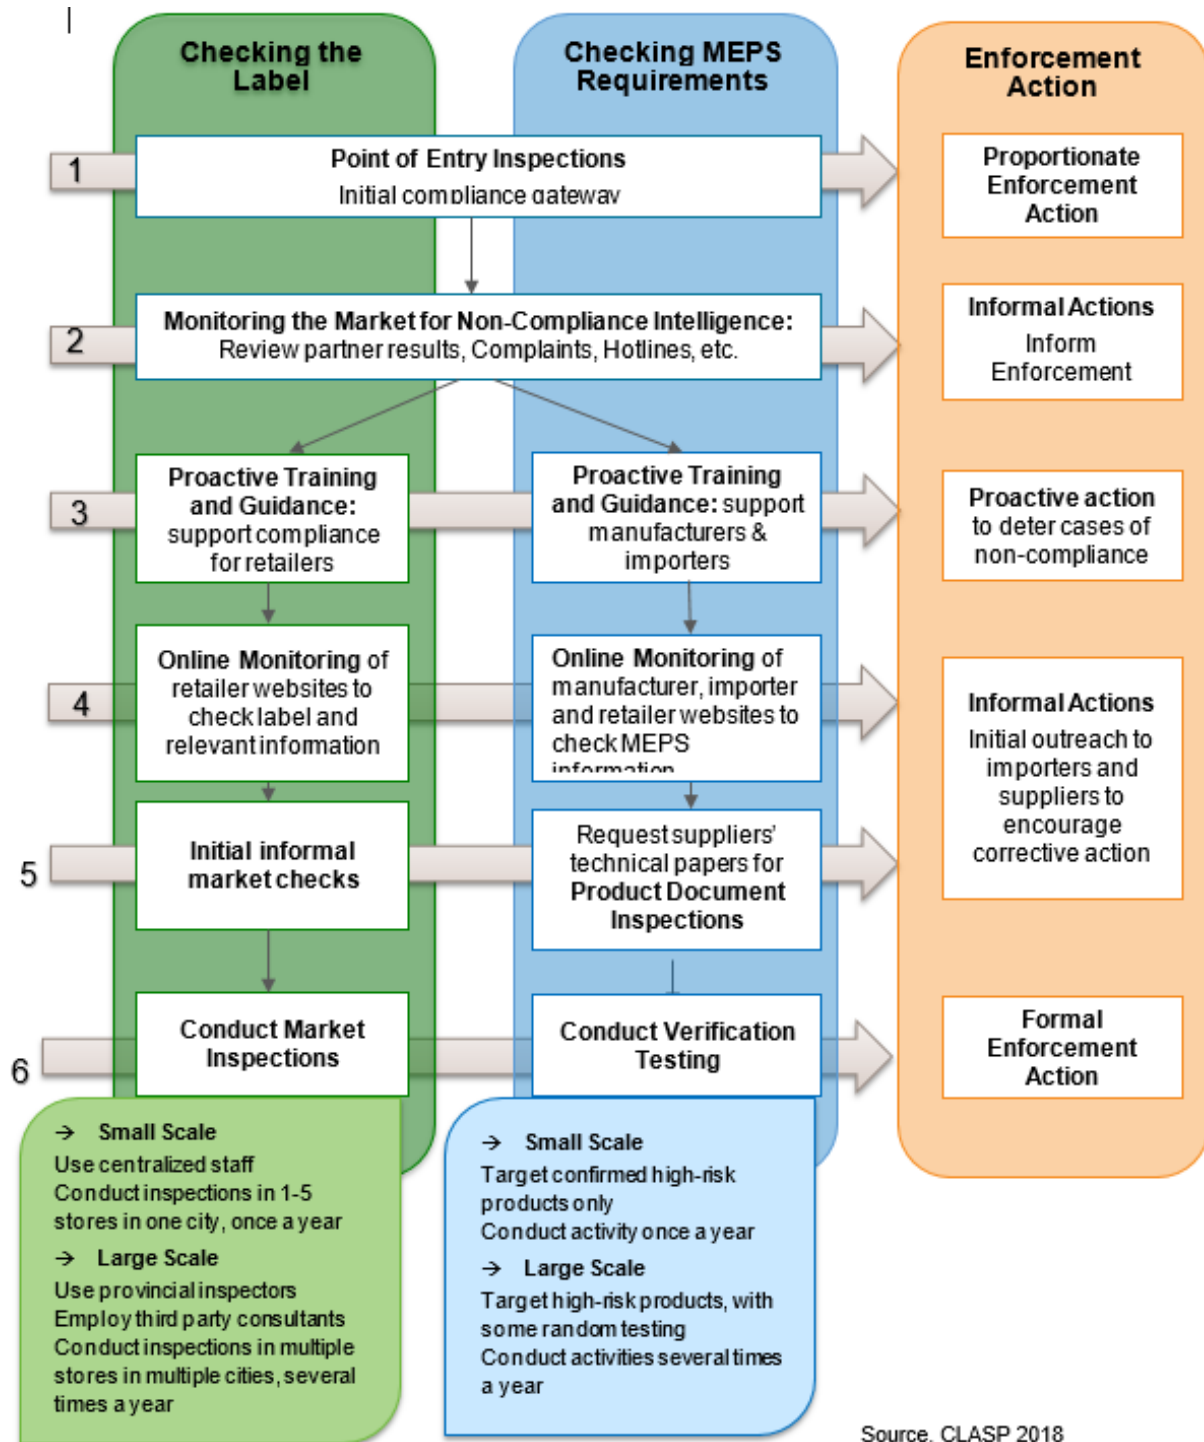 Checking the
Label
Checking MEPS
Requirements
Enforcement
Action
1
Point of Entry Inspections
Initial compliance gateway
Proportionate
Enforcement
Action
2
Monitoring the Market for Non-Compliance Intelligence:
Review partner results, Complaints, Hotlines, etc.
Informal Actions
Inform
Enforcement
3
Proactive Training
and Guidance:
support compliance
for retailers
Proactive Training
and Guidance: support
manufacturers &
importers
Proactive action
to deter cases of
non-compliance
4
Online Monitoring of
retailer websites to
check label and
relevant information
Online Monitoring of
manufacturer, importer
and retailer websites to
check MEPS
information
Informal Actions
Initial outreach to
importers and
suppliers to
encourage
corrective action
5
Initial informal
market checks
Request suppliers'
technical papers for
Product Document
Inspections
6
Conduct Market
Inspections
Conduct Verification
Testing
Formal
Enforcement
Action
→ Small Scale
Use centralized staff
Conduct inspections in 1-5
stores in one city, once a year
→ Large Scale
Use provincial inspectors
Employ third party consultants
Conduct inspections in multiple
stores in multiple cities, several
times a year
→ Small Scale
Target confirmed high-risk
products only
Conduct activity once a year
→ Large Scale
Target high-risk products, with
some random testing
Conduct activities several times
a year
Source. CLASP 2018